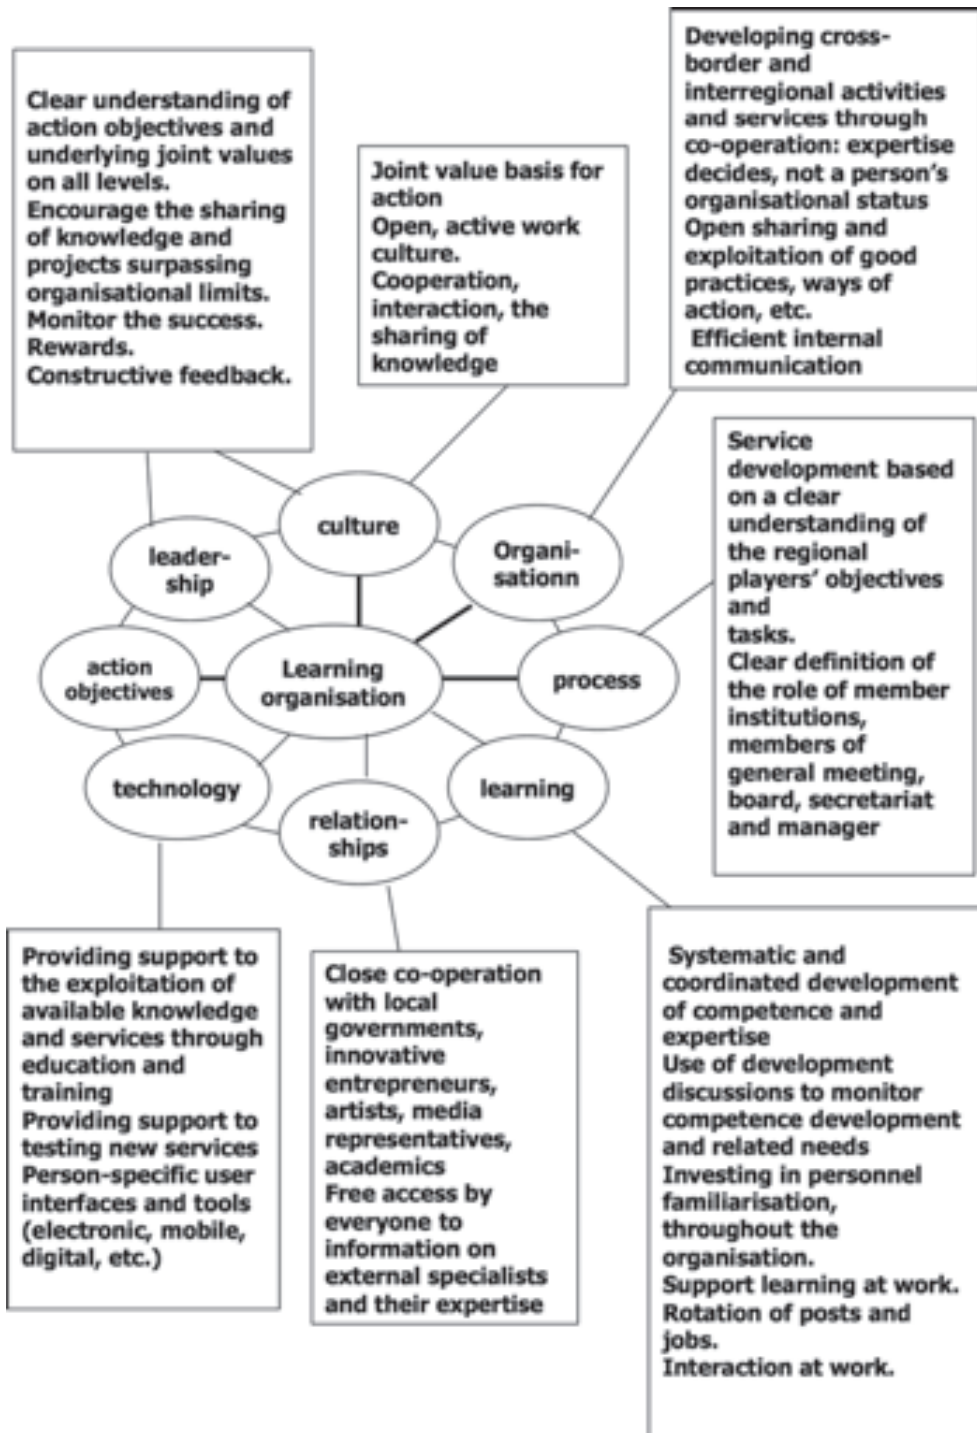 Clear understanding of
action objectives and
underlying joint values
on all levels.
Encourage the sharing
of knowledge and
projects surpassing
organisational limits.
Monitor the success.
Rewards.
Constructive feedback.
Joint value basis for
action
Open, active work
culture.
Cooperation,
interaction, the
sharing of
knowledge
Developing cross-
border and
interregional activities
and services through
co-operation: expertise
decides, not a person's
organisational status
Open sharing and
exploitation of good
practices, ways of
action, etc.
Efficient internal
communication
Service
development based
on a clear
understanding of
the regional
players' objectives
and
tasks.
Clear definition of
the role of member
institutions,
members of
general meeting,
board, secretariat
and manager
culture
leader-
ship
Organi-
sationn
action
objectives
Learning
organisation
process
technology
relation-
ships
learning
Providing support to
the exploitation of
available knowledge
and services through
education and
training
Providing support to
testing new services
Person-specific user
interfaces and tools
(electronic, mobile,
digital, etc.)
Close co-operation
with local
governments,
innovative
entrepreneurs,
artists, media
representatives,
academics
Free access by
everyone to
information on
external specialists
and their expertise
Systematic and
coordinated development
of competence and
expertise
Use of development
discussions to monitor
competence development
and related needs
Investing in personnel
familiarisation,
throughout the
organisation.
Support learning at work.
Rotation of posts and
jobs.
Interaction at work.